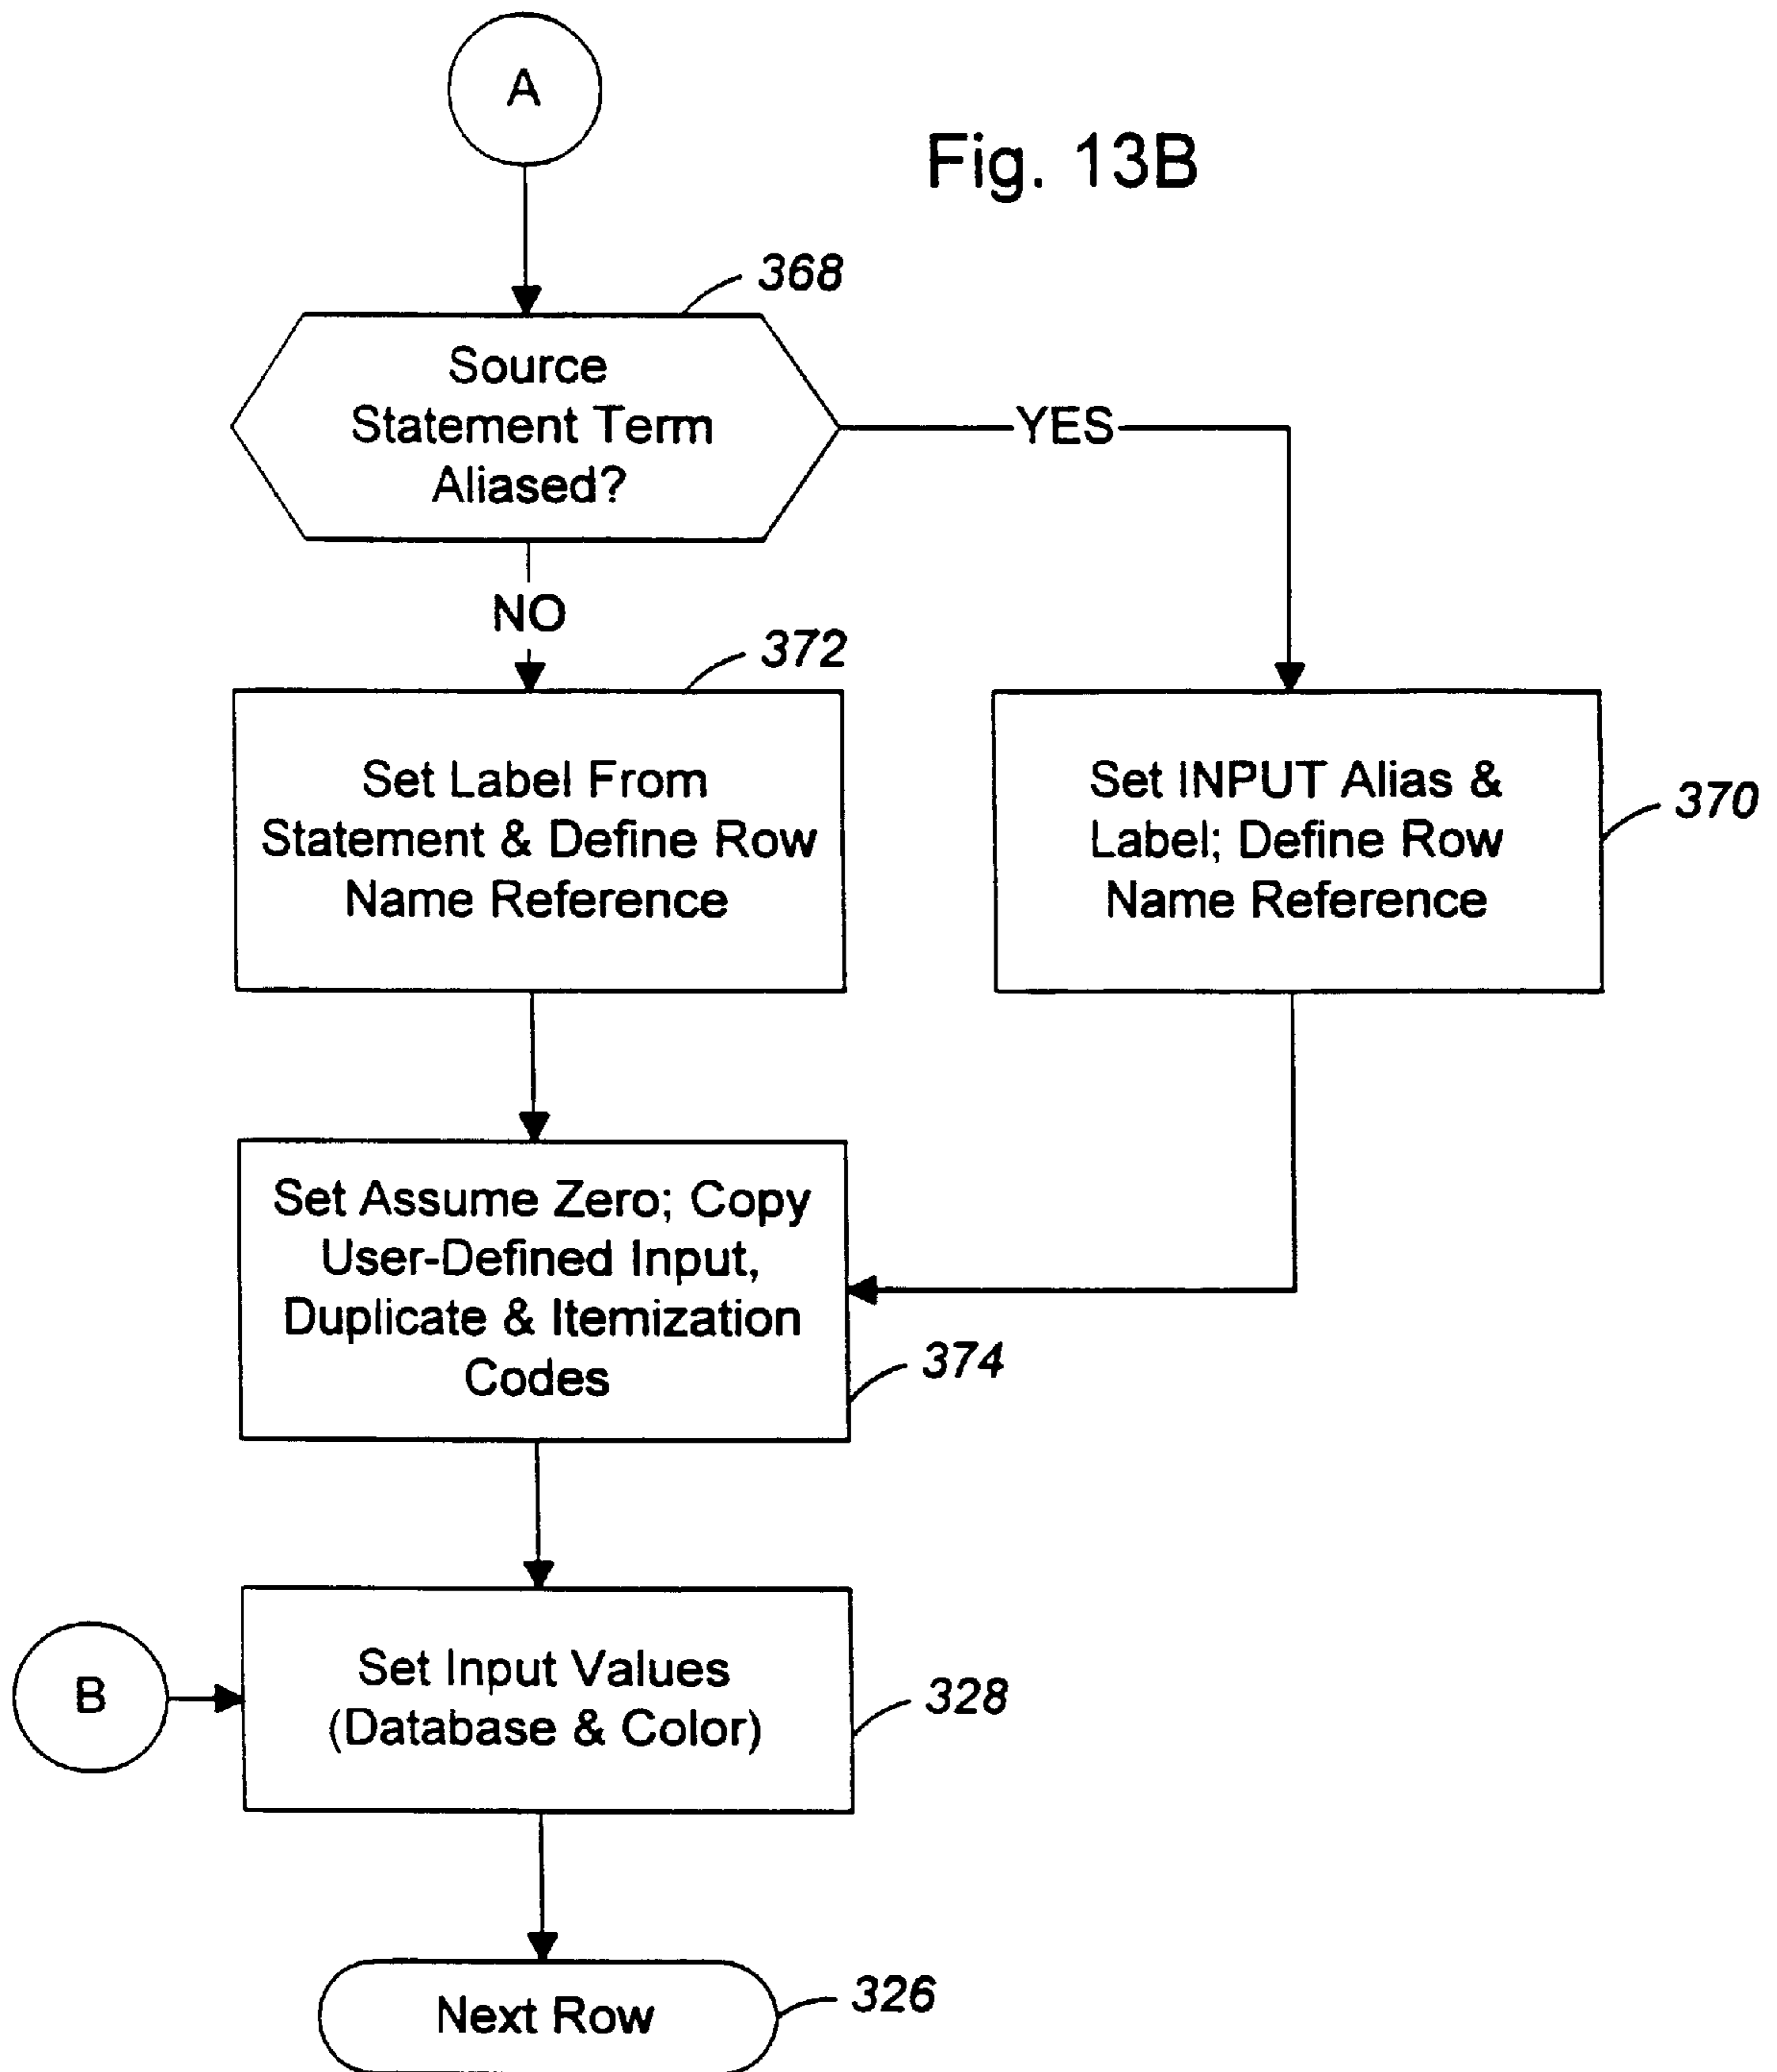 A
Fig. 13B
368
Source
Statement Term
Aliased?
YES
NO
372
Set Label From
Statement & Define Row
Name Reference
Set INPUT Alias &
Label; Define Row
Name Reference
370
Set Assume Zero; Copy
User-Defined Input,
Duplicate & Itemization
Codes
374
B
Set Input Values
(Database & Color)
328
Next Row
326